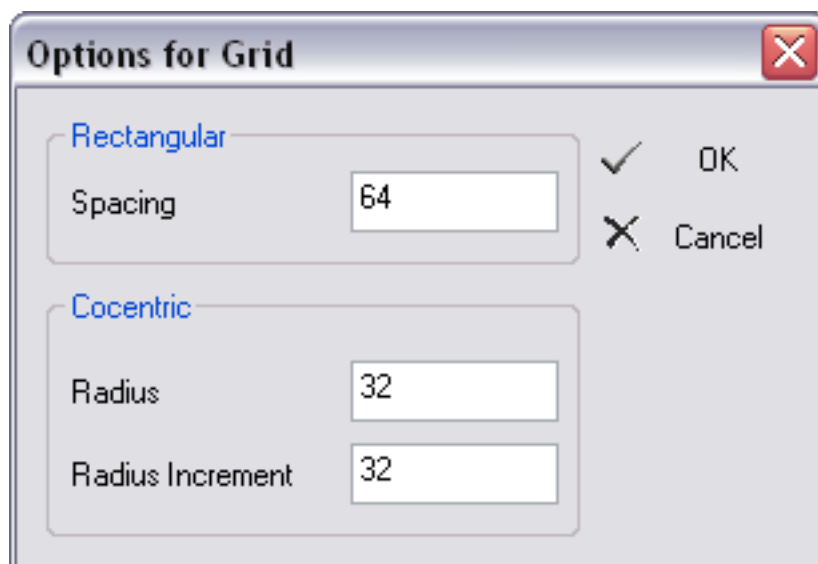 Options for Grid
Rectangular
Spacing 64
OK
Cancel
Cocentric
Radius 32
Radius Increment 32